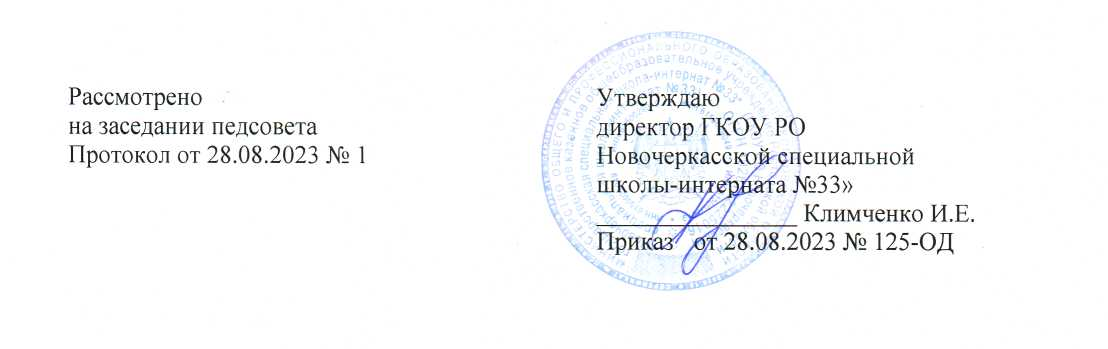 Рассмотрено
на заседании педсовета
Протокол от 28.08.2023 № 1
Утверждаю
директор ГКОУ РО
Новочеркасской специальной
школы-интерната №33»
Климченко И.Е.
Приказ от 28.08.2023 № 125-ОД